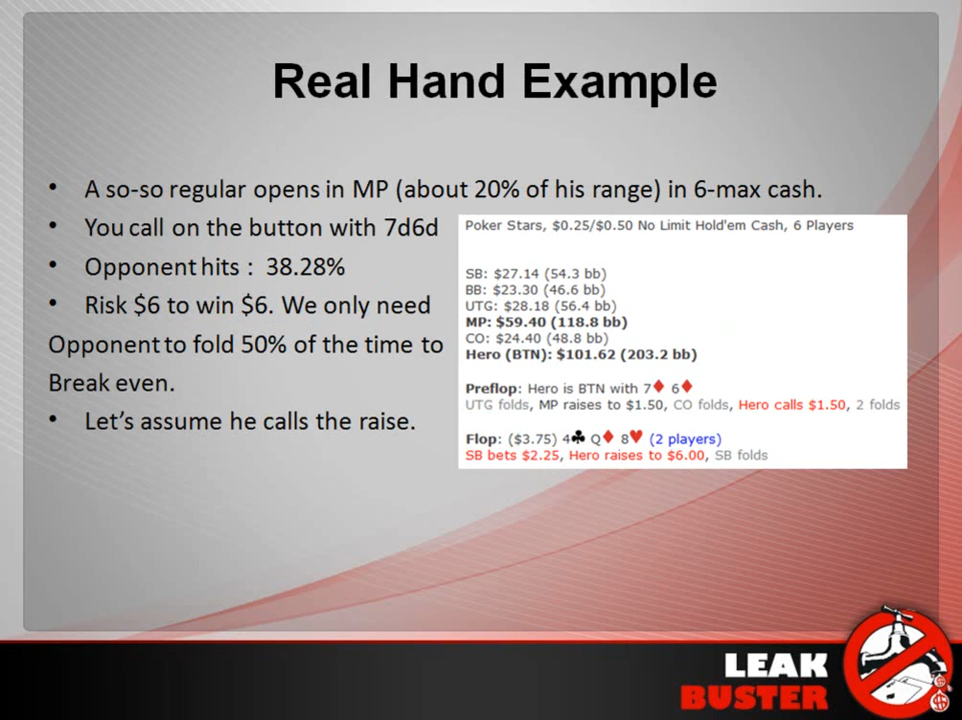 Real Hand Example
• A so-so regular opens in MP (about 20% of his range) in 6-max cash.
• You call on the button with 7d6d
• Opponent hits : 38.28%
• Risk $6 to win $6. We only need
Opponent to fold 50% of the time to
Break even.
• Let's assume he calls the raise.
Poker Stars, $0.25/$0.50 No Limit Hold'em Cash, 6 Players
SB: $27.14 (54.3 bb)
BB: $23.30 (46.6 bb)
UTG: $28.18 (56.4 bb)
MP: $59.40 (118.8 bb)
CO: $24.40 (48.8 bb)
Hero (BTN): $101.62 (203.2 bb)
Preflop: Hero is BTN with 7♦ 6♦
UTG folds, MP raises to $1.50, CO folds, Hero calls $1.50, 2 folds
Flop: ($3.75) 4♣ Q♦ 8♥ (2 players)
SB bets $2.25, Hero raises to $6.00, SB folds
LEAK
BUSTER